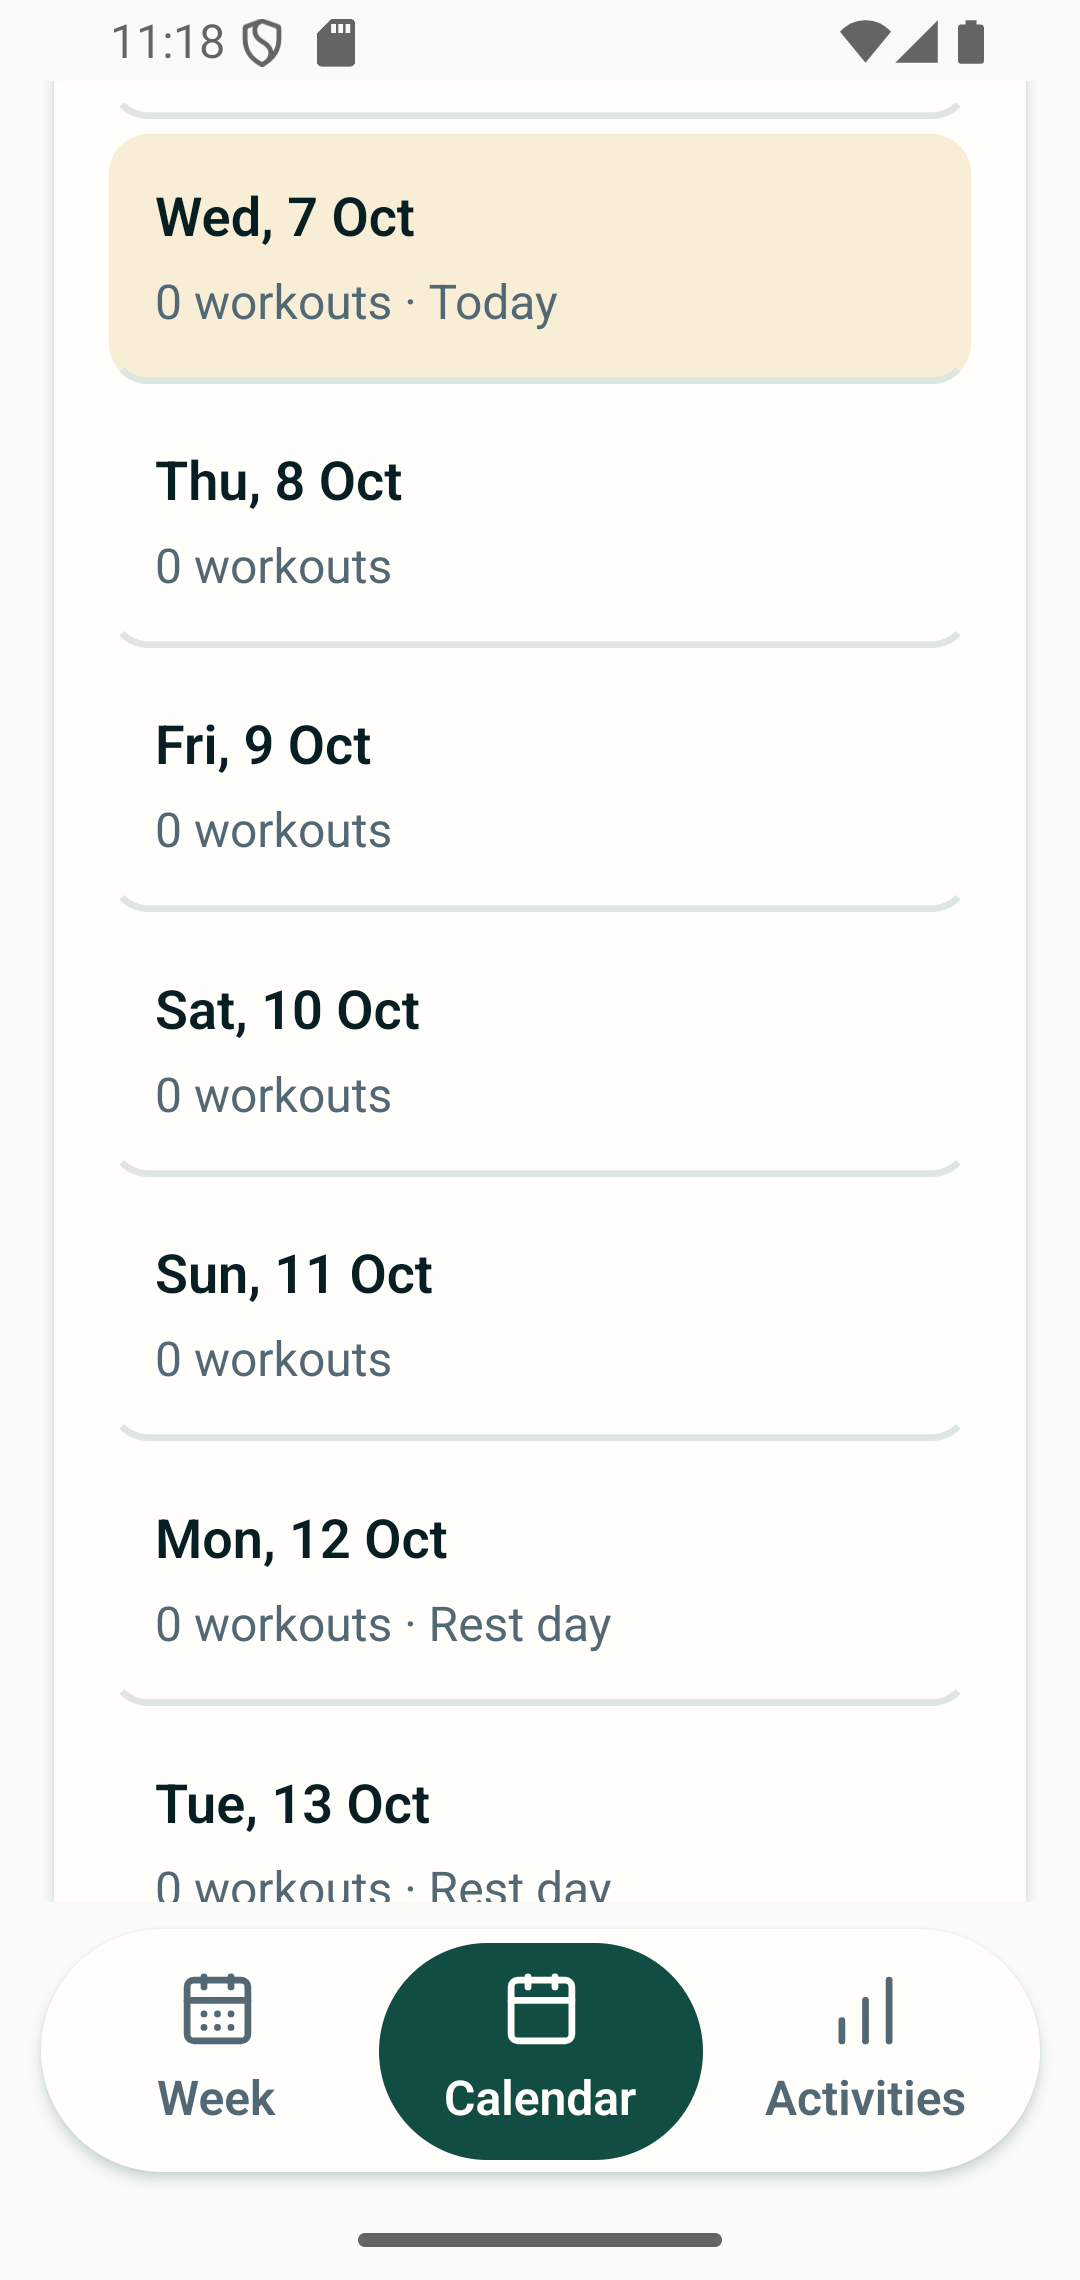 11:18
Wed, 7 Oct
0 workouts · Today
Thu, 8 Oct
0 workouts
Fri, 9 Oct
0 workouts
Sat, 10 Oct
0 workouts
Sun, 11 Oct
0 workouts
Mon, 12 Oct
0 workouts · Rest day
Tue, 13 Oct
0 workouts · Rest day
Week
Calendar
Activities